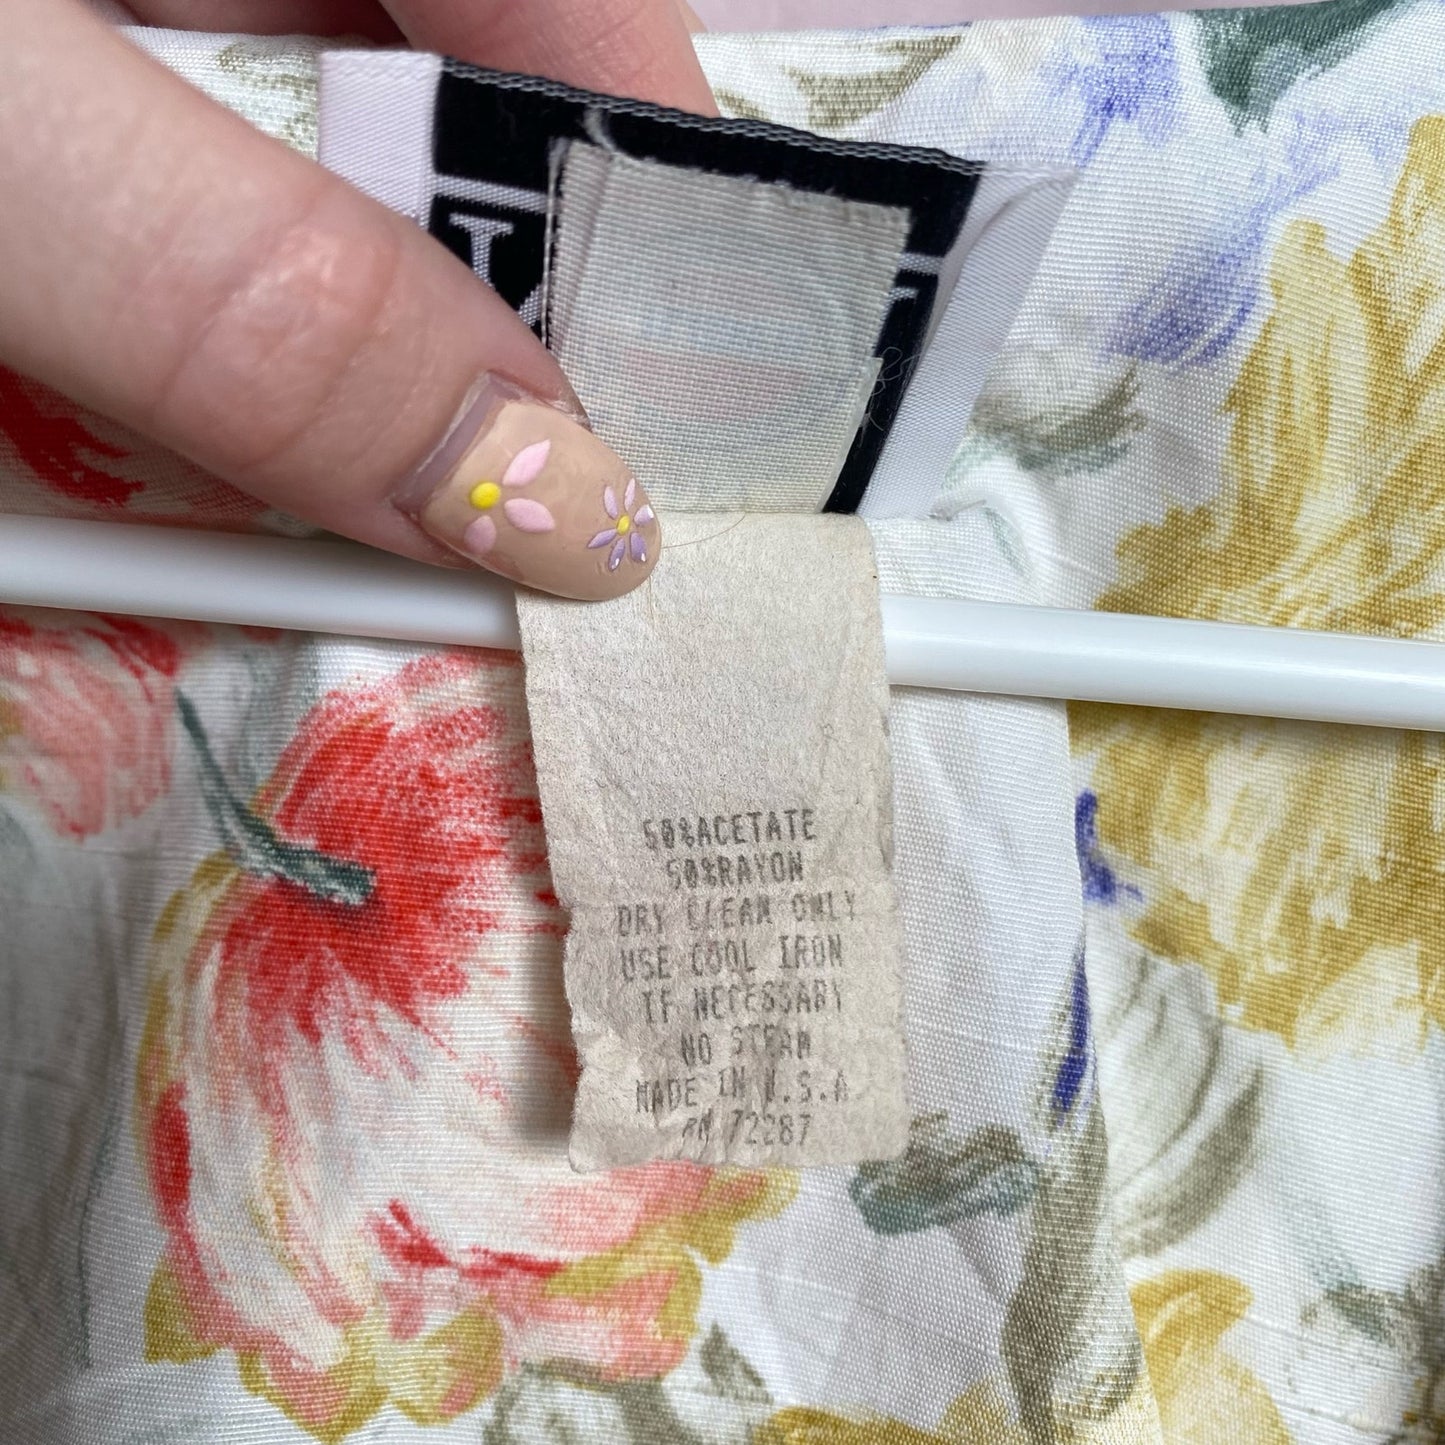 50%ACETATE
50%RAYON
DRY CLEAN ONLY
USE COOL IRON
IF NECESSARY
NO STEAM
MADE IN U.S.A.
RN 72287